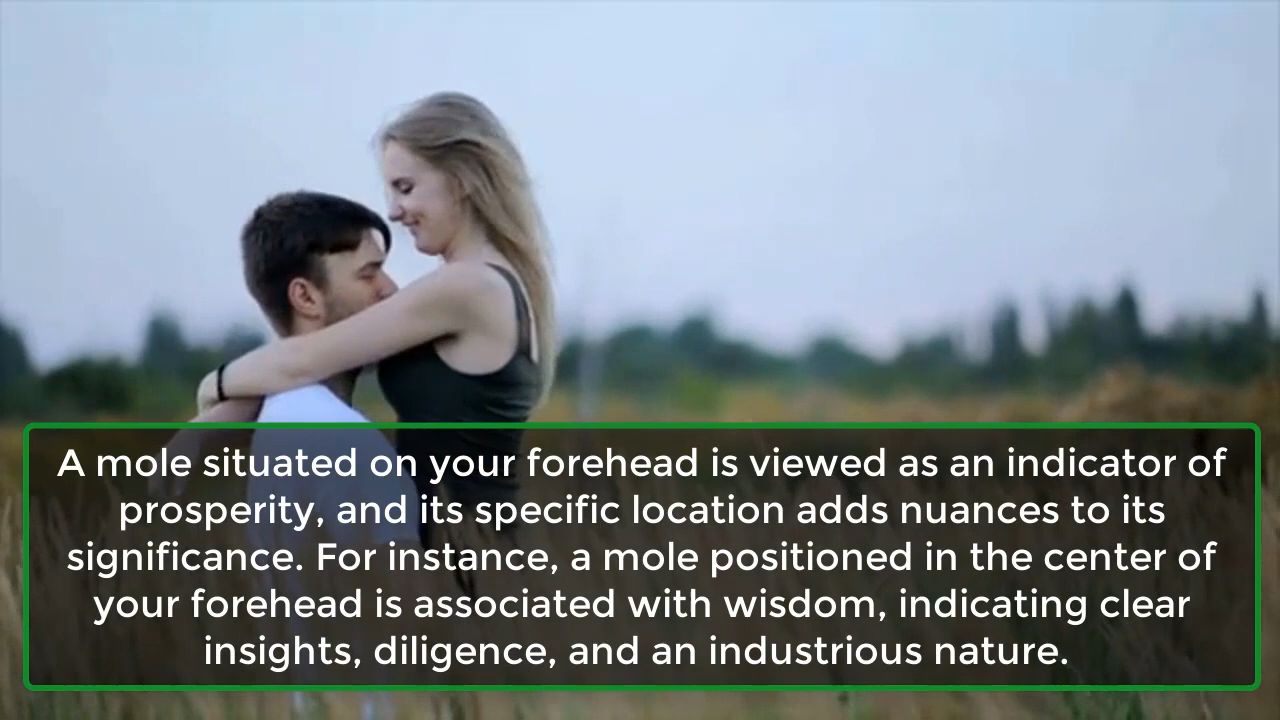 A mole situated on your forehead is viewed as an indicator of
prosperity, and its specific location adds nuances to its
significance. For instance, a mole positioned in the center of
your forehead is associated with wisdom, indicating clear
insights, diligence, and an industrious nature.